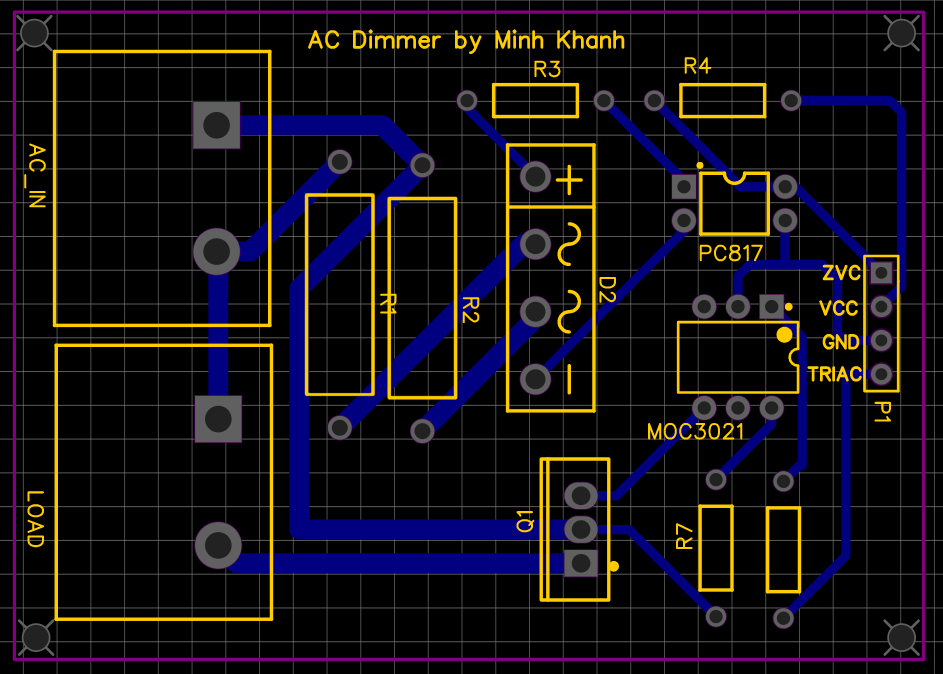 AC Dimmer by Minh Khanh
R3
R4
AC_IN
PC817
ZVC
D2
R1
R2
VCC
GND
TRIAC
P1
MOC3021
LOAD
Q1
R7